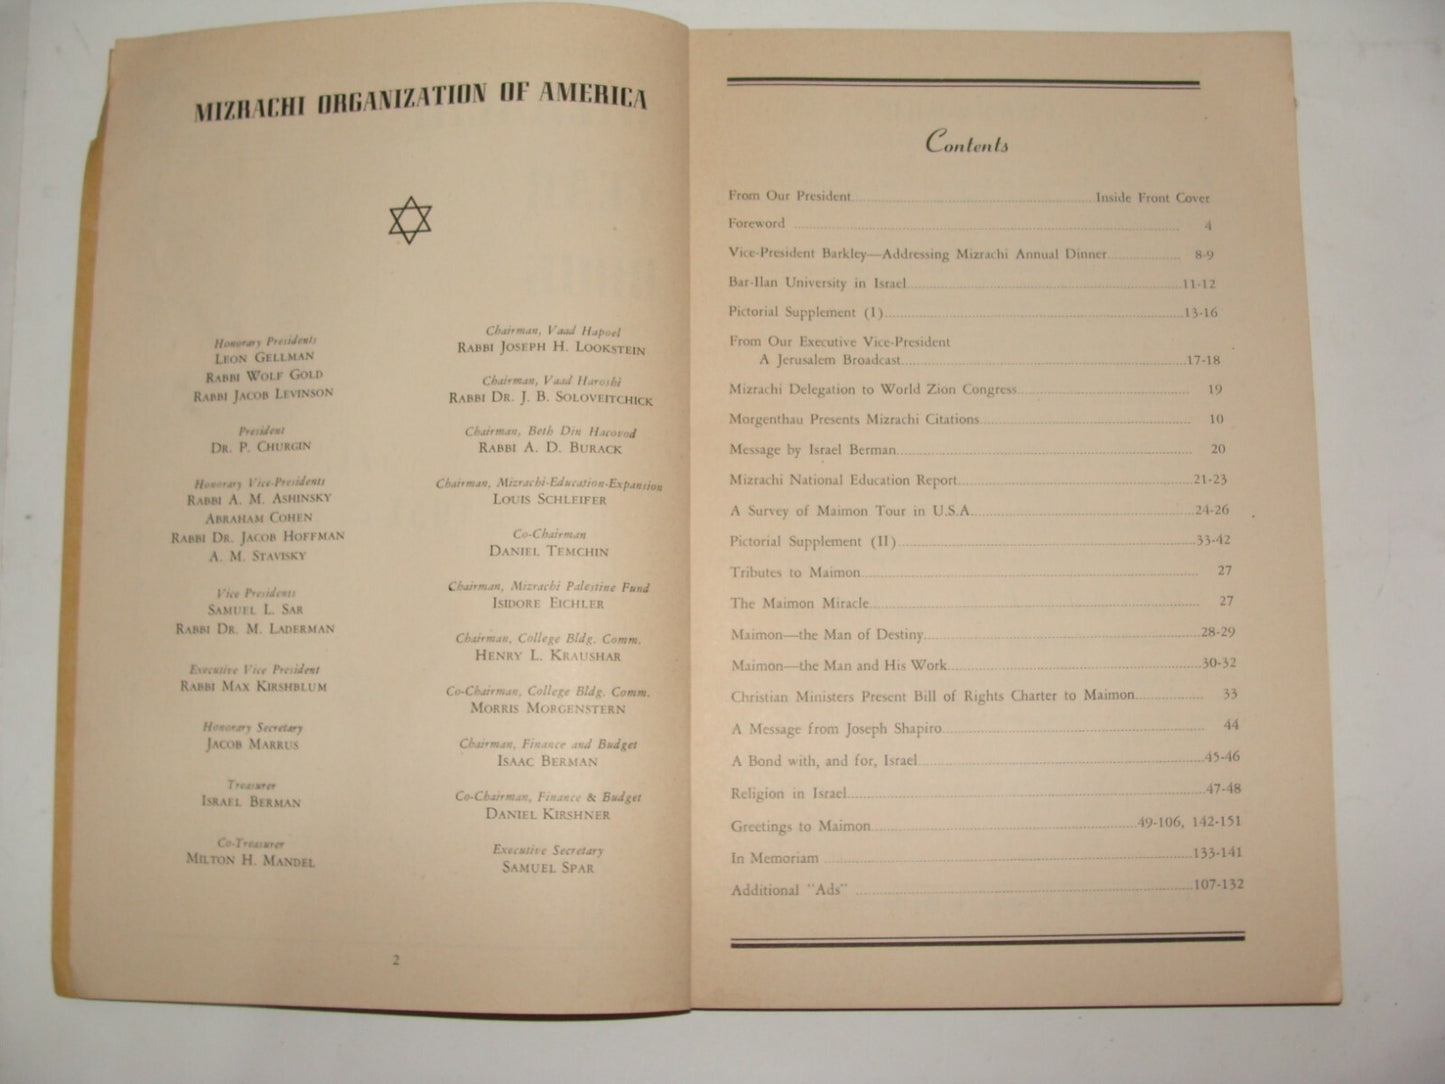 MIZRACHI ORGANIZATION OF AMERICA
Honorary Presidents
LEON GELLMAN
RABBI WOLF GOLD
RABBI JACOB LEVINSON
President
DR. P. CHURGIN
Honorary Vice-Presidents
RABBI A. M. ASHINSKY
ABRAHAM COHEN
RABBI DR. JACOB HOFFMAN
A. M. STAVISKY
Vice Presidents
SAMUEL L. SAR
RABBI DR. M. LADERMAN
Executive Vice President
RABBI MAX KIRSHBLUM
Honorary Secretary
JACOB MARRUS
Treasurer
ISRAEL BERMAN
Co-Treasurer
MILTON H. MANDEL
Chairman, Vaad Hapoel
RABBI JOSEPH H. LOOKSTEIN
Chairman, Vaad Haroshi
RABBI DR. J. B. SOLOVEITCHICK
Chairman, Beth Din Hacovod
RABBI A. D. BURACK
Chairman, Mizrachi-Education-Expansion
LOUIS SCHLEIFER
Co-Chairman
DANIEL TEMCHIN
Chairman, Mizrachi Palestine Fund
ISIDORE EICHLER
Chairman, College Bldg. Comm.
HENRY L. KRAUSHAR
Co-Chairman, College Bldg. Comm.
MORRIS MORGENSTERN
Chairman, Finance and Budget
ISAAC BERMAN
Co-Chairman, Finance & Budget
DANIEL KIRSHNER
Executive Secretary
SAMUEL SPAR
2
Contents
From Our President Inside Front Cover
Foreword 4
Vice-President Barkley—Addressing Mizrachi Annual Dinner 8-9
Bar-Ilan University in Israel 11-12
Pictorial Supplement (I) 13-16
From Our Executive Vice-President
A Jerusalem Broadcast 17-18
Mizrachi Delegation to World Zion Congress 19
Morgenthau Presents Mizrachi Citations 10
Message by Israel Berman 20
Mizrachi National Education Report 21-23
A Survey of Maimon Tour in U.S.A. 24-26
Pictorial Supplement (II) 33-42
Tributes to Maimon 27
The Maimon Miracle 27
Maimon—the Man of Destiny 28-29
Maimon—the Man and His Work 30-32
Christian Ministers Present Bill of Rights Charter to Maimon 33
A Message from Joseph Shapiro 44
A Bond with, and for, Israel 45-46
Religion in Israel 47-48
Greetings to Maimon 49-106, 142-151
In Memoriam 133-141
Additional "Ads" 107-132